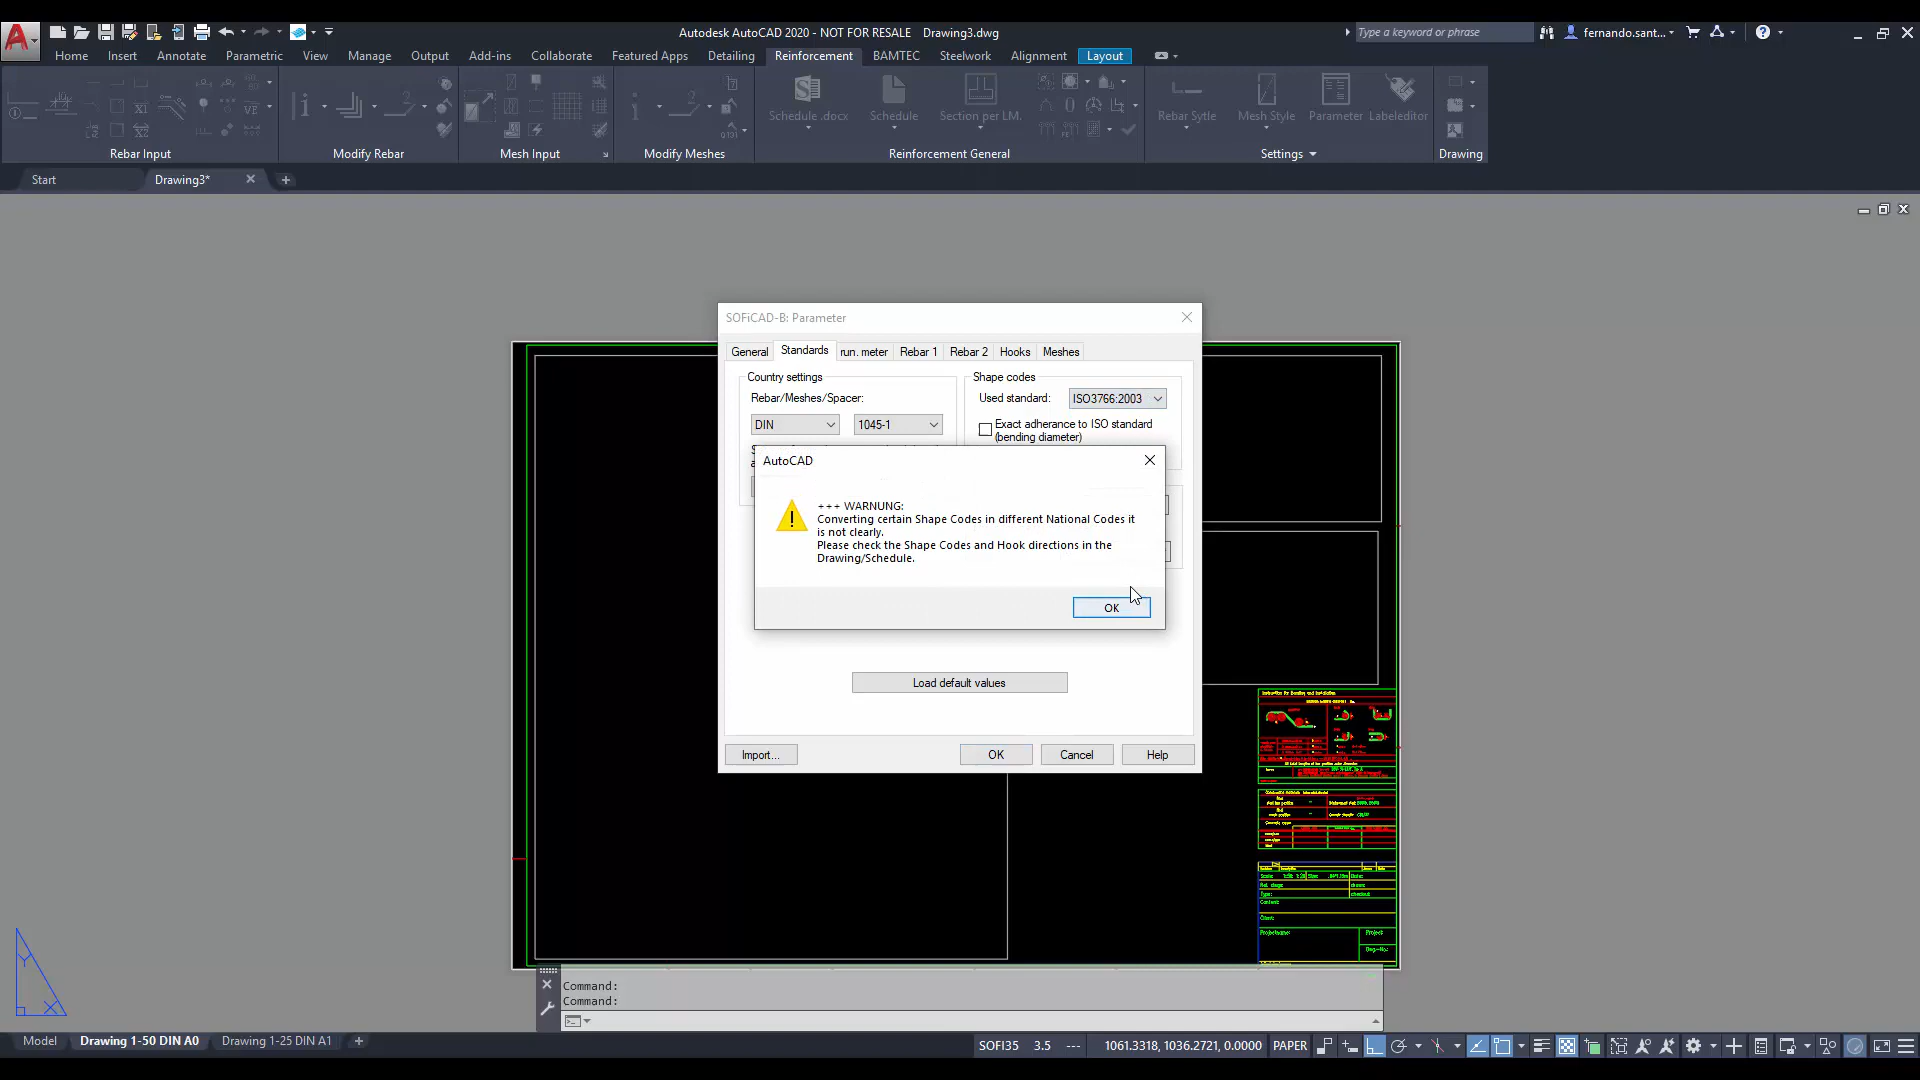 Autodesk AutoCAD 2020 - NOT FOR RESALE Drawing3.dwg
Type a keyword or phrase
fernando.sant...
Home Insert Annotate Parametric View Manage Output Add-ins Collaborate Featured Apps Detailing Reinforcement BAMTEC Steelwork Alignment Layout
Schedule .docx Schedule Section per LM. Rebar Sytle Mesh Style Parameter Labeleditor
Rebar Input Modify Rebar Mesh Input Modify Meshes Reinforcement General Settings Drawing
Start Drawing3*
SOFiCAD-B: Parameter
General Standards run. meter Rebar 1 Rebar 2 Hooks Meshes
Country settings
Rebar/Meshes/Spacer:
DIN 1045-1
Shape codes
Used standard: ISO3766:2003
Exact adherence to ISO standard
(bending diameter)
AutoCAD
+++ WARNUNG:
Converting certain Shape Codes in different National Codes it
is not clearly.
Please check the Shape Codes and Hook directions in the
Drawing/Schedule.
OK
Load default values
Import... OK Cancel Help
Command:
Command:
Model Drawing 1-50 DIN A0 Drawing 1-25 DIN A1
SOFI35 3.5 --- 1061.3318, 1036.2721, 0.0000 PAPER